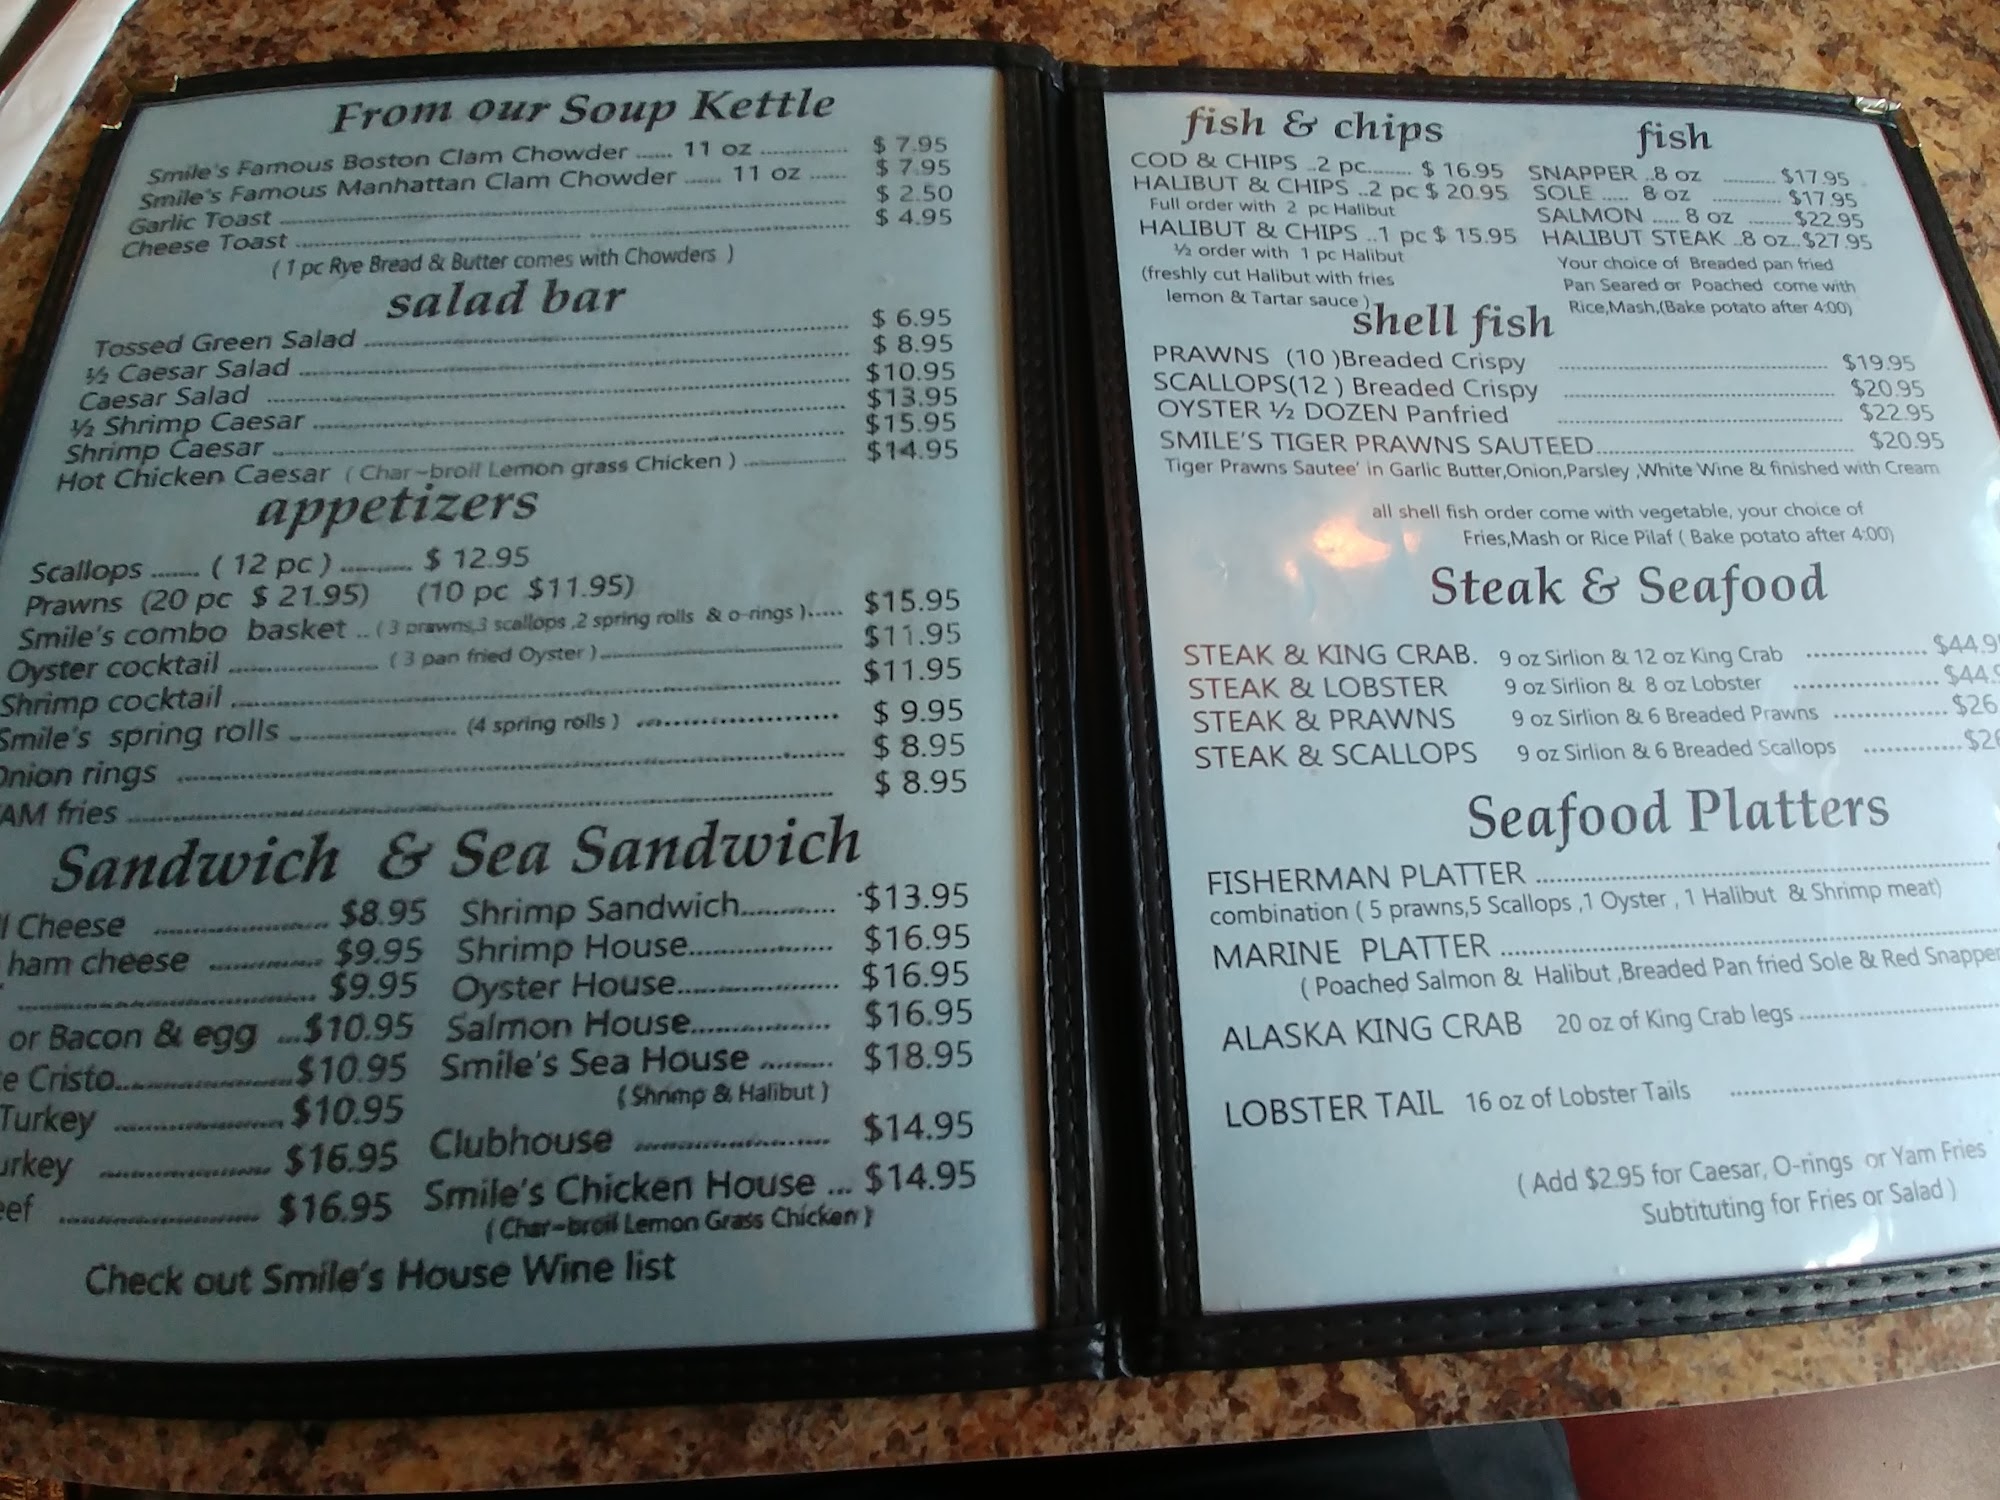 From our Soup Kettle
Smile's Famous Boston Clam Chowder ...... 11 oz ............... $ 7.95
Smile's Famous Manhattan Clam Chowder ...... 11 oz ...... $ 7.95
Garlic Toast ............... $ 2.50
Cheese Toast ............... $ 4.95
( 1 pc Rye Bread & Butter comes with Chowders )
salad bar
Tossed Green Salad ............... $ 6.95
½ Caesar Salad ............... $ 8.95
Caesar Salad ............... $10.95
½ Shrimp Caesar ............... $13.95
Shrimp Caesar ............... $15.95
Hot Chicken Caesar ( Char-broil Lemon grass Chicken ) ............... $14.95
appetizers
Scallops ....... ( 12 pc ) ........... $ 12.95
Prawns (20 pc $ 21.95) (10 pc $11.95)
Smile's combo basket .. ( 3 prawns,3 scallops ,2 spring rolls & o-rings )..... $15.95
Oyster cocktail ............... ( 3 pan fried Oyster )............... $11.95
Shrimp cocktail ............... $11.95
Smile's spring rolls ............... (4 spring rolls ) ............... $ 9.95
Onion rings ............... $ 8.95
AM fries ............... $ 8.95
Sandwich & Sea Sandwich
Cheese ............... $8.95 Shrimp Sandwich............ $13.95
ham cheese ............... $9.95 Shrimp House............... $16.95
............... $9.95 Oyster House............... $16.95
or Bacon & egg ...$10.95 Salmon House............... $16.95
e Cristo............... $10.95 Smile's Sea House ......... $18.95
( Shrimp & Halibut )
Turkey ............... $10.95
urkey ............... $16.95 Clubhouse ............... $14.95
eef ............... $16.95 Smile's Chicken House ... $14.95
( Char-broil Lemon Grass Chicken )
Check out Smile's House Wine list
fish & chips
COD & CHIPS ..2 pc......... $ 16.95
HALIBUT & CHIPS ..2 pc $ 20.95
Full order with 2 pc Halibut
HALIBUT & CHIPS ..1 pc $ 15.95
½ order with 1 pc Halibut
(freshly cut Halibut with fries
lemon & Tartar sauce )
fish
SNAPPER ..8 oz ......... $17.95
SOLE ..... 8 oz ............ $17.95
SALMON ..... 8 oz ........ $22.95
HALIBUT STEAK ..8 oz..$27.95
Your choice of Breaded pan fried
Pan Seared or Poached come with
Rice,Mash,(Bake potato after 4:00)
shell fish
PRAWNS (10 )Breaded Crispy ............... $19.95
SCALLOPS(12 ) Breaded Crispy ............... $20.95
OYSTER ½ DOZEN Panfried ............... $22.95
SMILE'S TIGER PRAWNS SAUTEED............... $20.95
Tiger Prawns Sautee' in Garlic Butter,Onion,Parsley ,White Wine & finished with Cream
all shell fish order come with vegetable, your choice of
Fries,Mash or Rice Pilaf ( Bake potato after 4:00)
Steak & Seafood
STEAK & KING CRAB. 9 oz Sirlion & 12 oz King Crab ............... $44.9
STEAK & LOBSTER 9 oz Sirlion & 8 oz Lobster ............... $44.9
STEAK & PRAWNS 9 oz Sirlion & 6 Breaded Prawns ............... $26
STEAK & SCALLOPS 9 oz Sirlion & 6 Breaded Scallops ............... $26
Seafood Platters
FISHERMAN PLATTER ...............
combination ( 5 prawns,5 Scallops ,1 Oyster , 1 Halibut & Shrimp meat)
MARINE PLATTER ...............
( Poached Salmon & Halibut ,Breaded Pan fried Sole & Red Snapper
ALASKA KING CRAB 20 oz of King Crab legs ...............
LOBSTER TAIL 16 oz of Lobster Tails ...............
( Add $2.95 for Caesar, O-rings or Yam Fries
Subtituting for Fries or Salad )